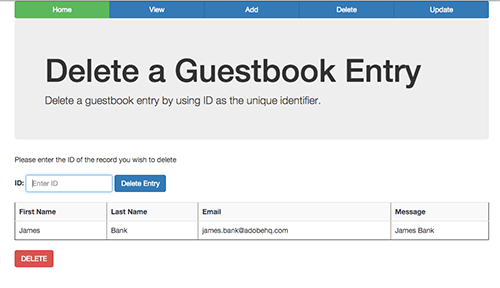 Home View Add Delete Update
Delete a Guestbook Entry
Delete a guestbook entry by using ID as the unique identifier.
Please enter the ID of the record you wish to delete
ID: Enter ID Delete Entry
First Name Last Name Email Message
James Bank james.bank@adobehq.com James Bank
DELETE